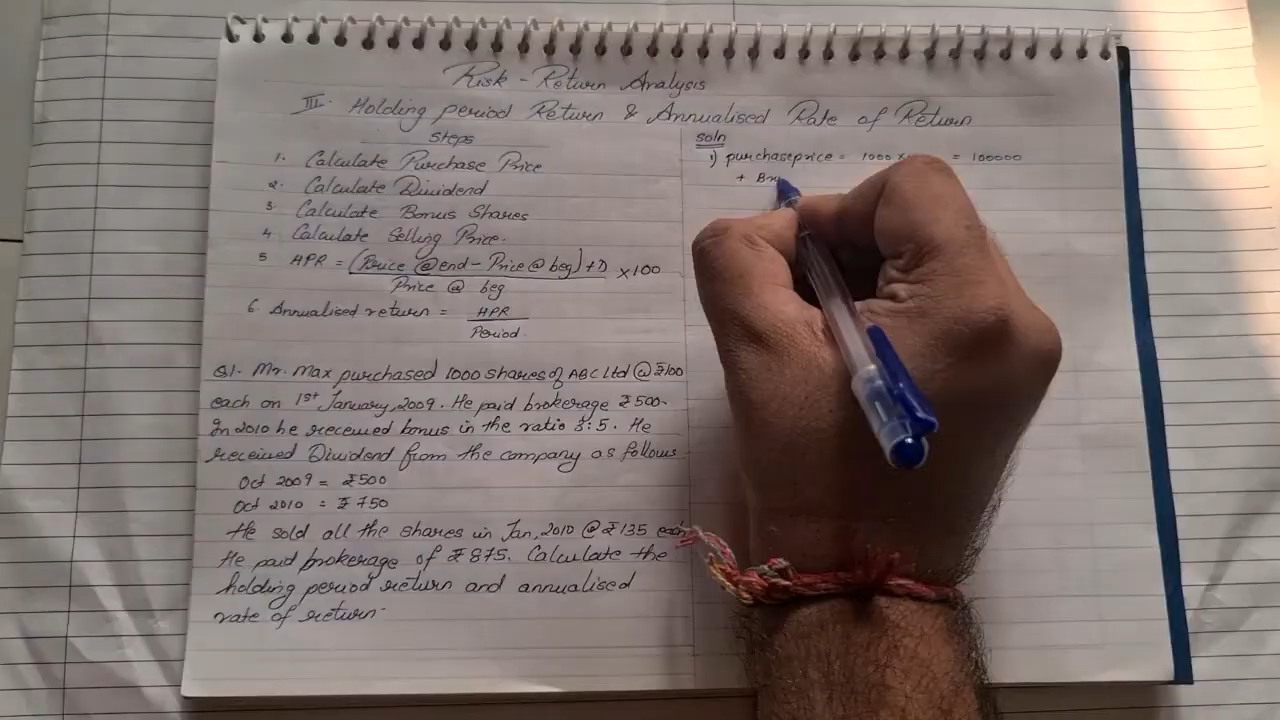 Risk - Return Analysis
III. Holding period Return & Annualised Rate of Return
Steps
1. Calculate Purchase Price
2. Calculate Dividend
3 Calculate Bonus Shares
4 Calculate Selling Price.
5 HPR = (Price @ end - Price @ beg) + D × 100
Price @ beg
6. Annualised return = HPR
Period.
Q1. Mr. Max purchased 1000 shares of ABC Ltd @ ₹100
each on 1st January, 2009. He paid brokerage ₹500.
In 2010 he received bonus in the ratio 3:5. He
received Dividend from the company as follows
Oct 2009 = ₹500
Oct 2010 = ₹750
He sold all the shares in Jan, 2010 @ ₹135 each
He paid brokerage of ₹875. Calculate the
holding period return and annualised
rate of return.
Soln
1) purchase price = 1000 × = 100000
+